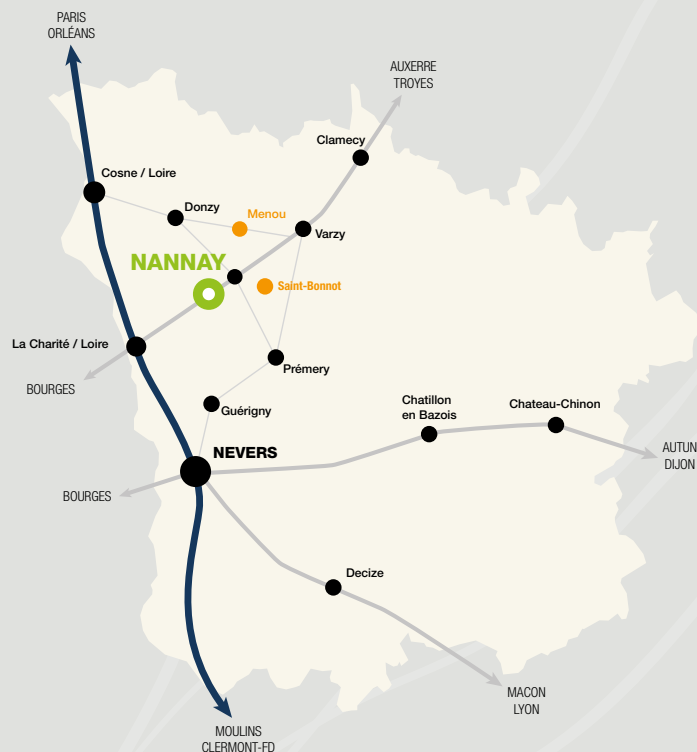 PARIS
ORLÉANS
AUXERRE
TROYES
Clamecy
Cosne / Loire
Donzy
Menou
Varzy
NANNAY
Saint-Bonnot
La Charité / Loire
Prémery
BOURGES
Guérigny
Chatillon
en Bazois
Chateau-Chinon
NEVERS
AUTUN
DIJON
BOURGES
Decize
MACON
LYON
MOULINS
CLERMONT-FD